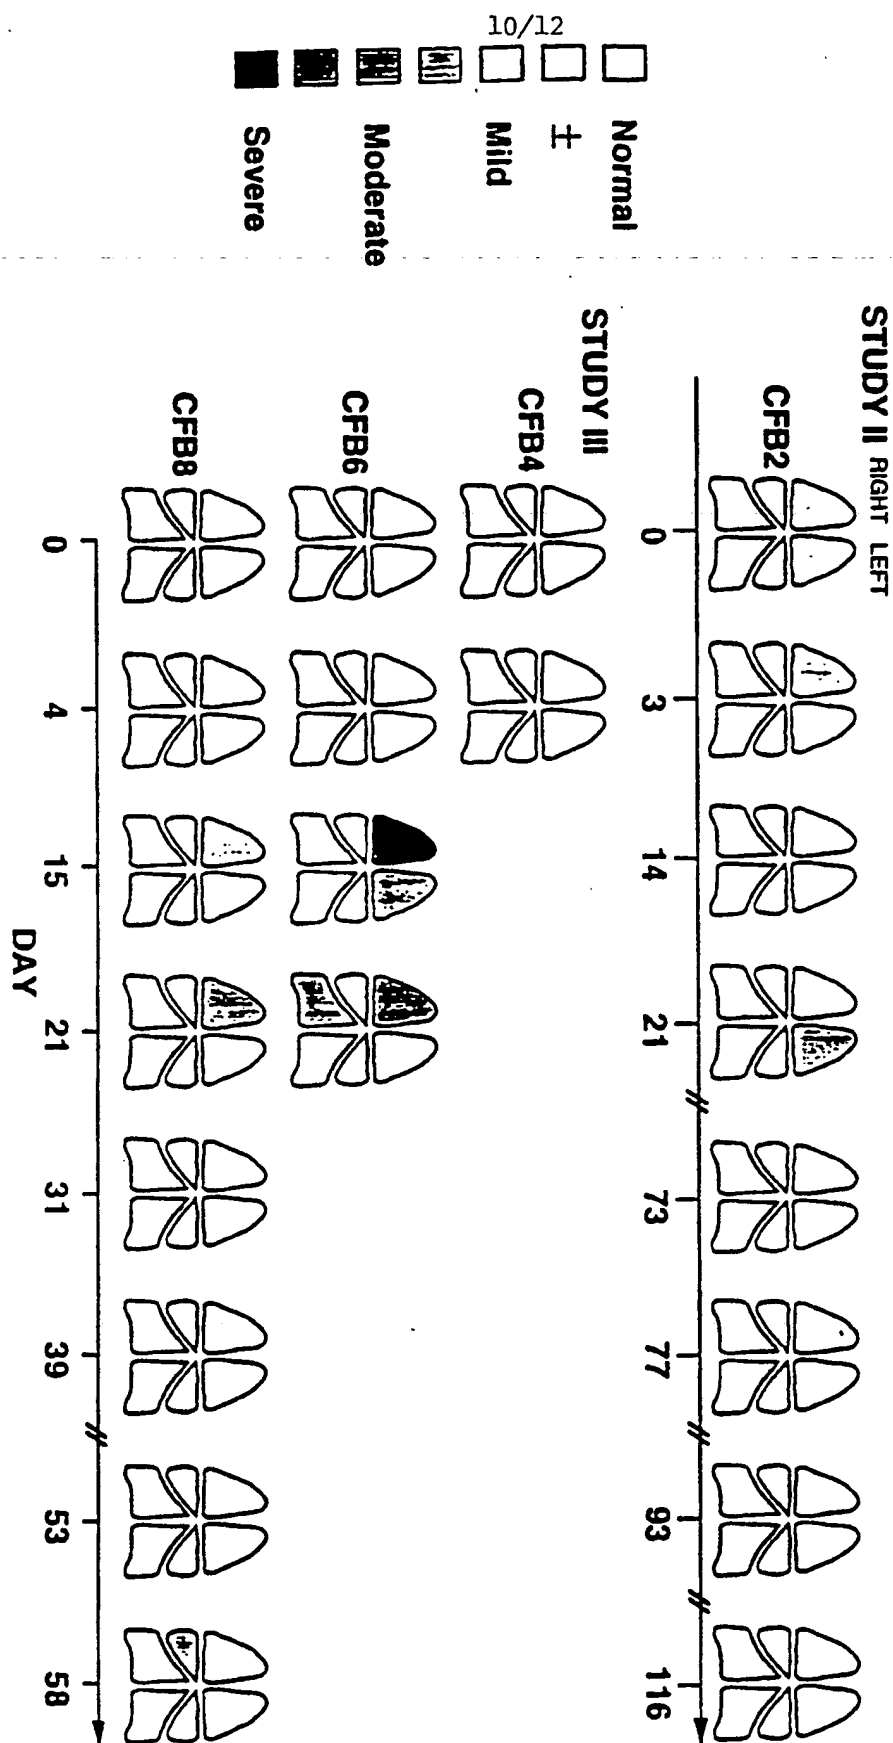 10/12
STUDY II
RIGHT LEFT
CFB2
0 3 14 21 73 77 93 116
STUDY III
CFB4
CFB6
CFB8
0 4 15 21 31 39 53 58
DAY
Normal
±
Mild
Moderate
Severe